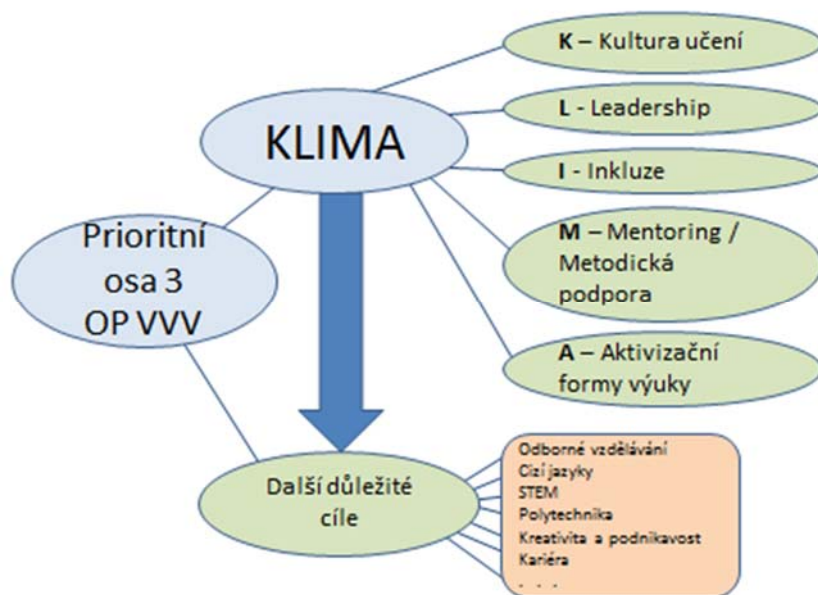 KLIMA
Prioritní
osa 3
OP VVV
K – Kultura učení
L - Leadership
I - Inkluze
M – Mentoring /
Metodická
podpora
A – Aktivizační
formy výuky
Další důležité
cíle
Odborné vzdělávání
Cizí jazyky
STEM
Polytechnika
Kreativita a podnikavost
Kariéra
. . .